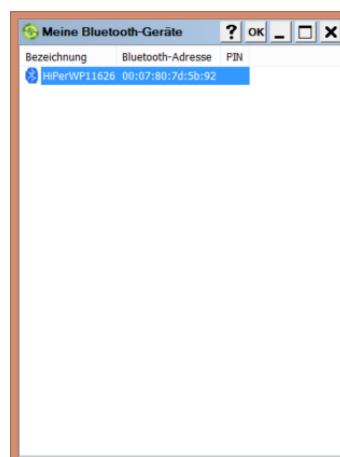 Meine Bluetooth-Geräte ? OK
Bezeichnung Bluetooth-Adresse PIN
HiPerWP11626 00:07:80:7d:5b:92